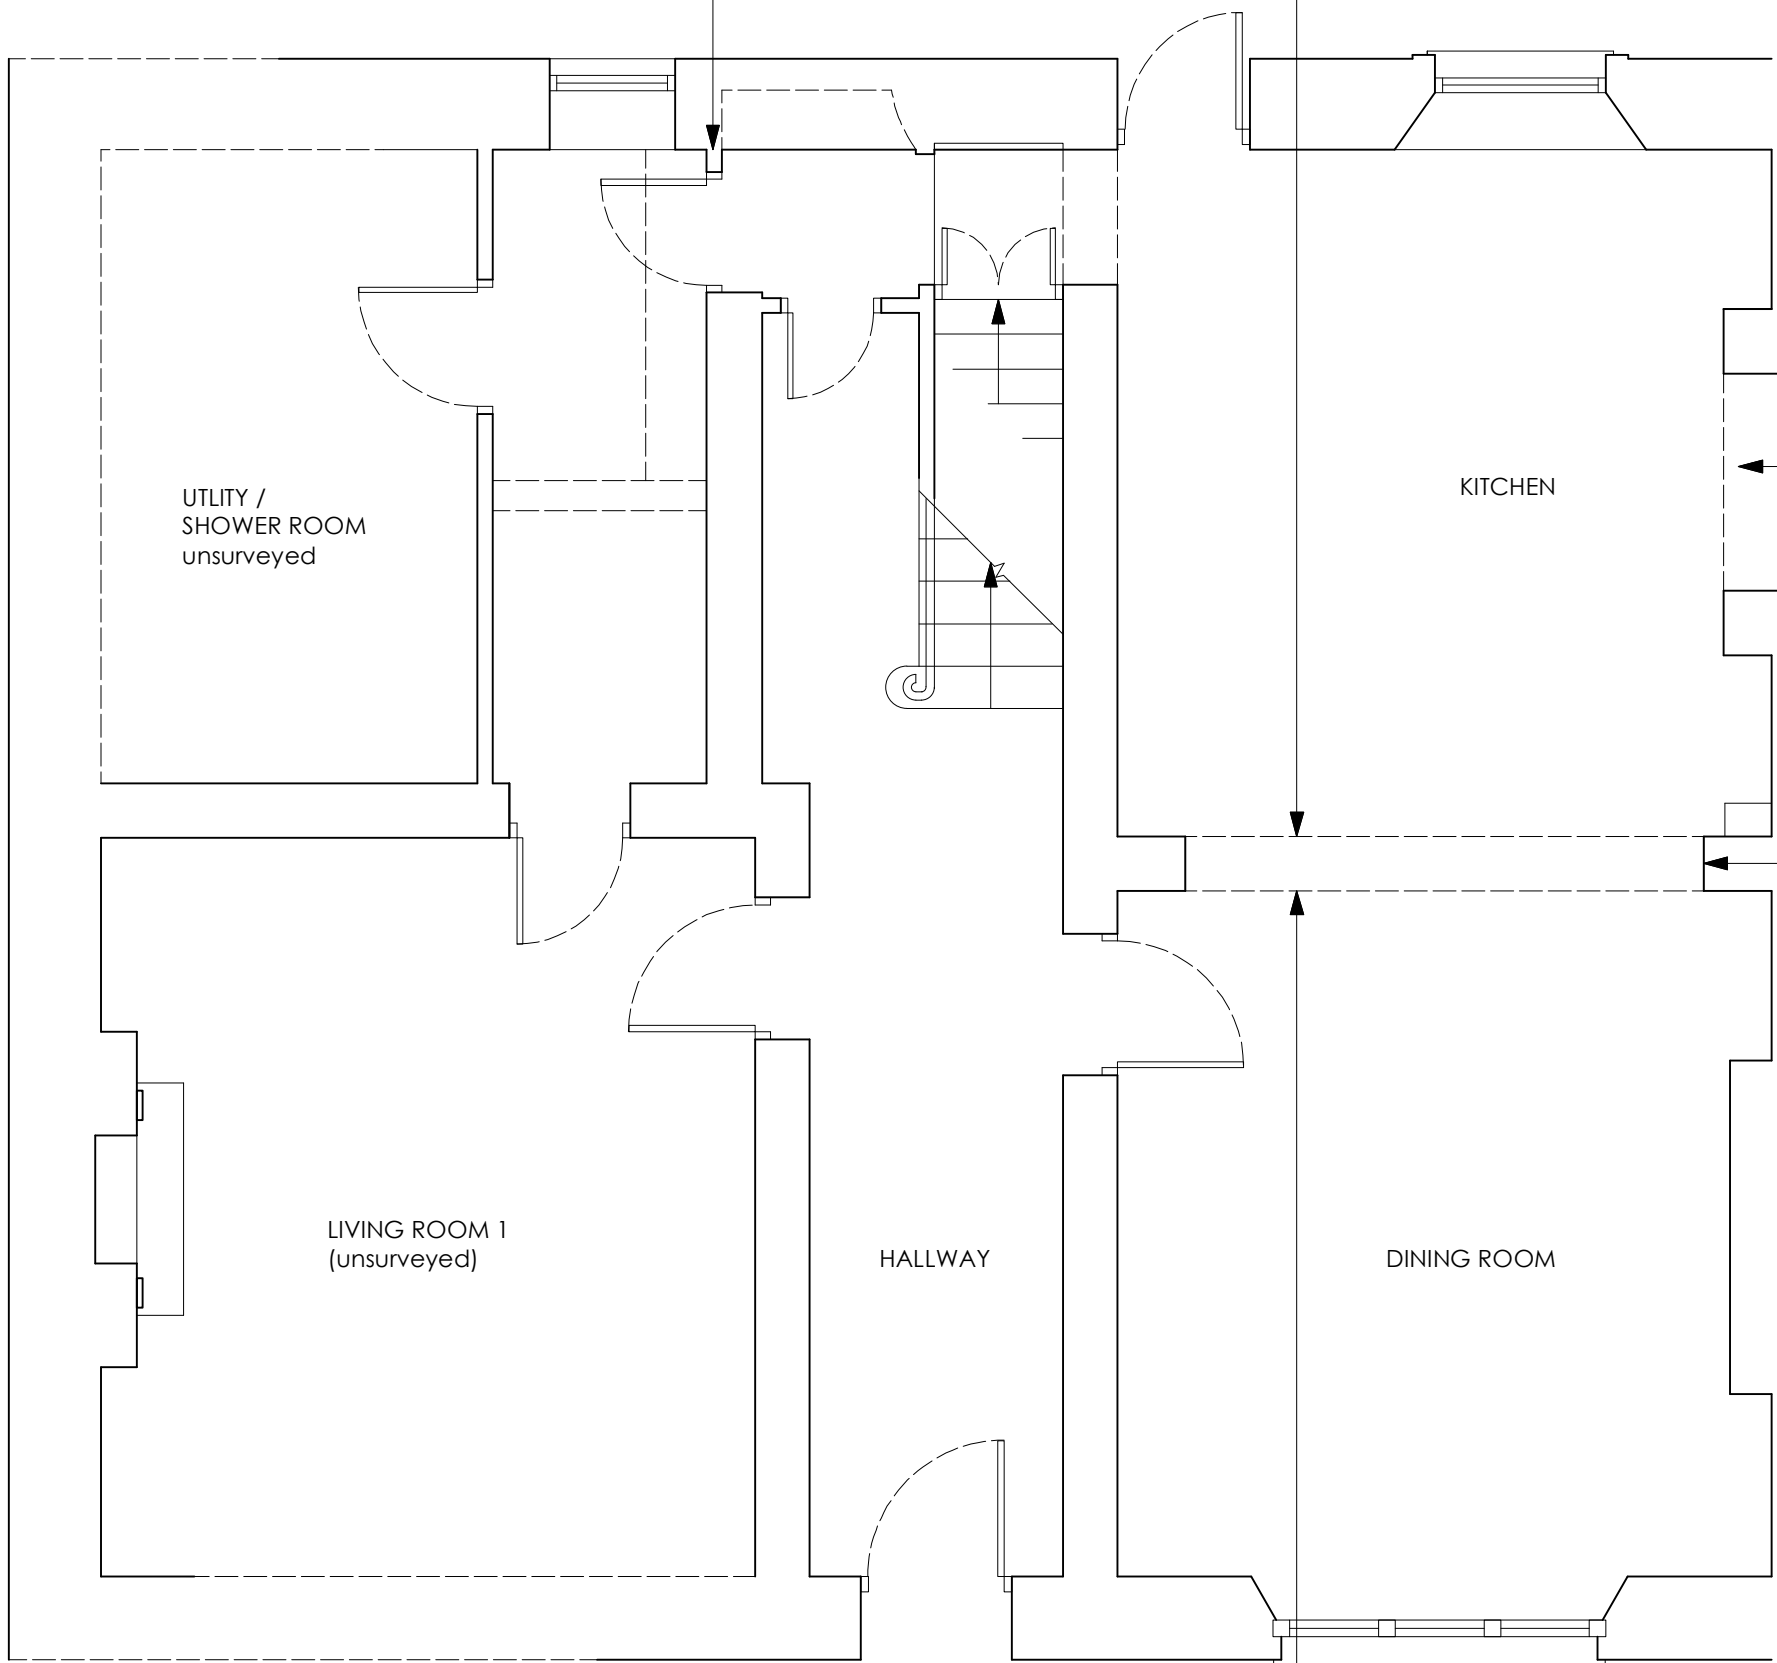 UTLITY /
SHOWER ROOM
unsurveyed
KITCHEN
LIVING ROOM 1
(unsurveyed)
HALLWAY
DINING ROOM